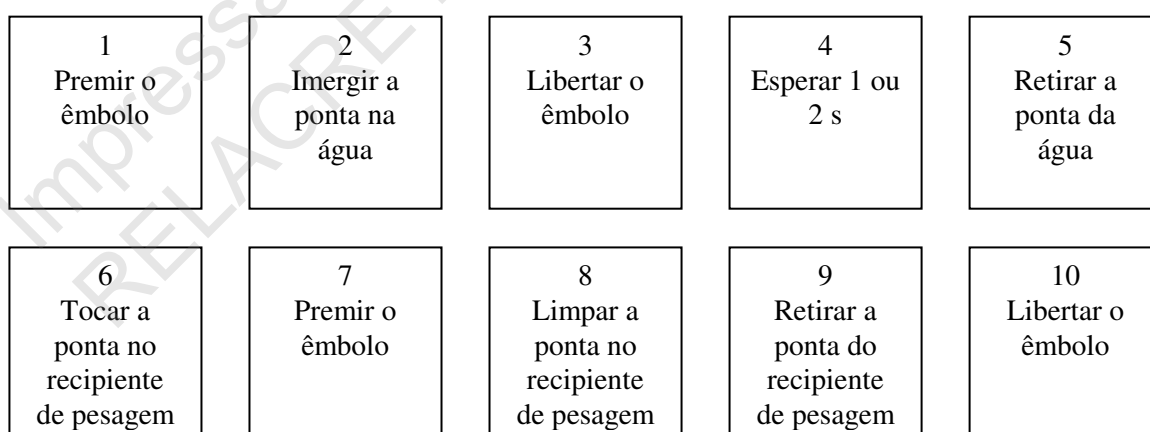 1
Premir o
êmbolo
2
Imergir a
ponta na
água
3
Libertar o
êmbolo
4
Esperar 1 ou
2 s
5
Retirar a
ponta da
água
6
Tocar a
ponta no
recipiente
de pesagem
7
Premir o
êmbolo
8
Limpar a
ponta no
recipiente
de pesagem
9
Retirar a
ponta do
recipiente
de pesagem
10
Libertar o
êmbolo
RELACRE